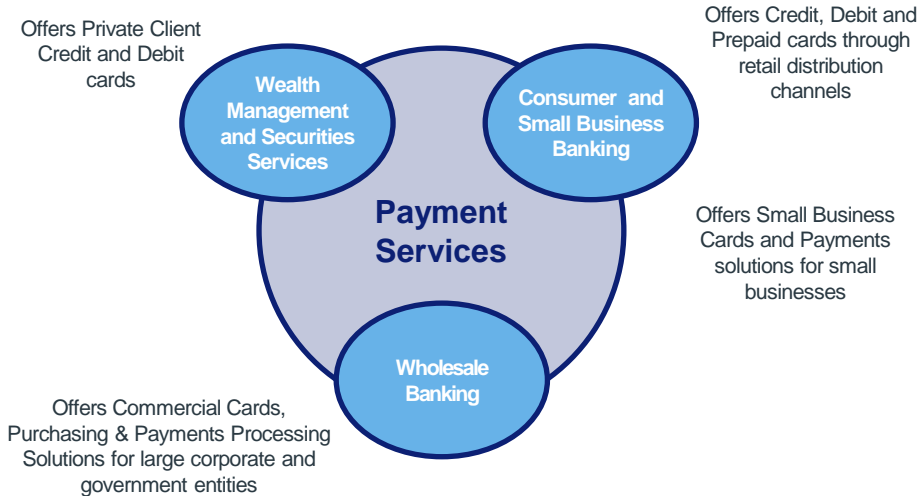 Offers Private Client
Credit and Debit
cards
Wealth
Management
and Securities
Services
Offers Credit, Debit and
Prepaid cards through
retail distribution
channels
Consumer and
Small Business
Banking
Payment
Services
Offers Small Business
Cards and Payments
solutions for small
businesses
Wholesale
Banking
Offers Commercial Cards,
Purchasing & Payments Processing
Solutions for large corporate and
government entities